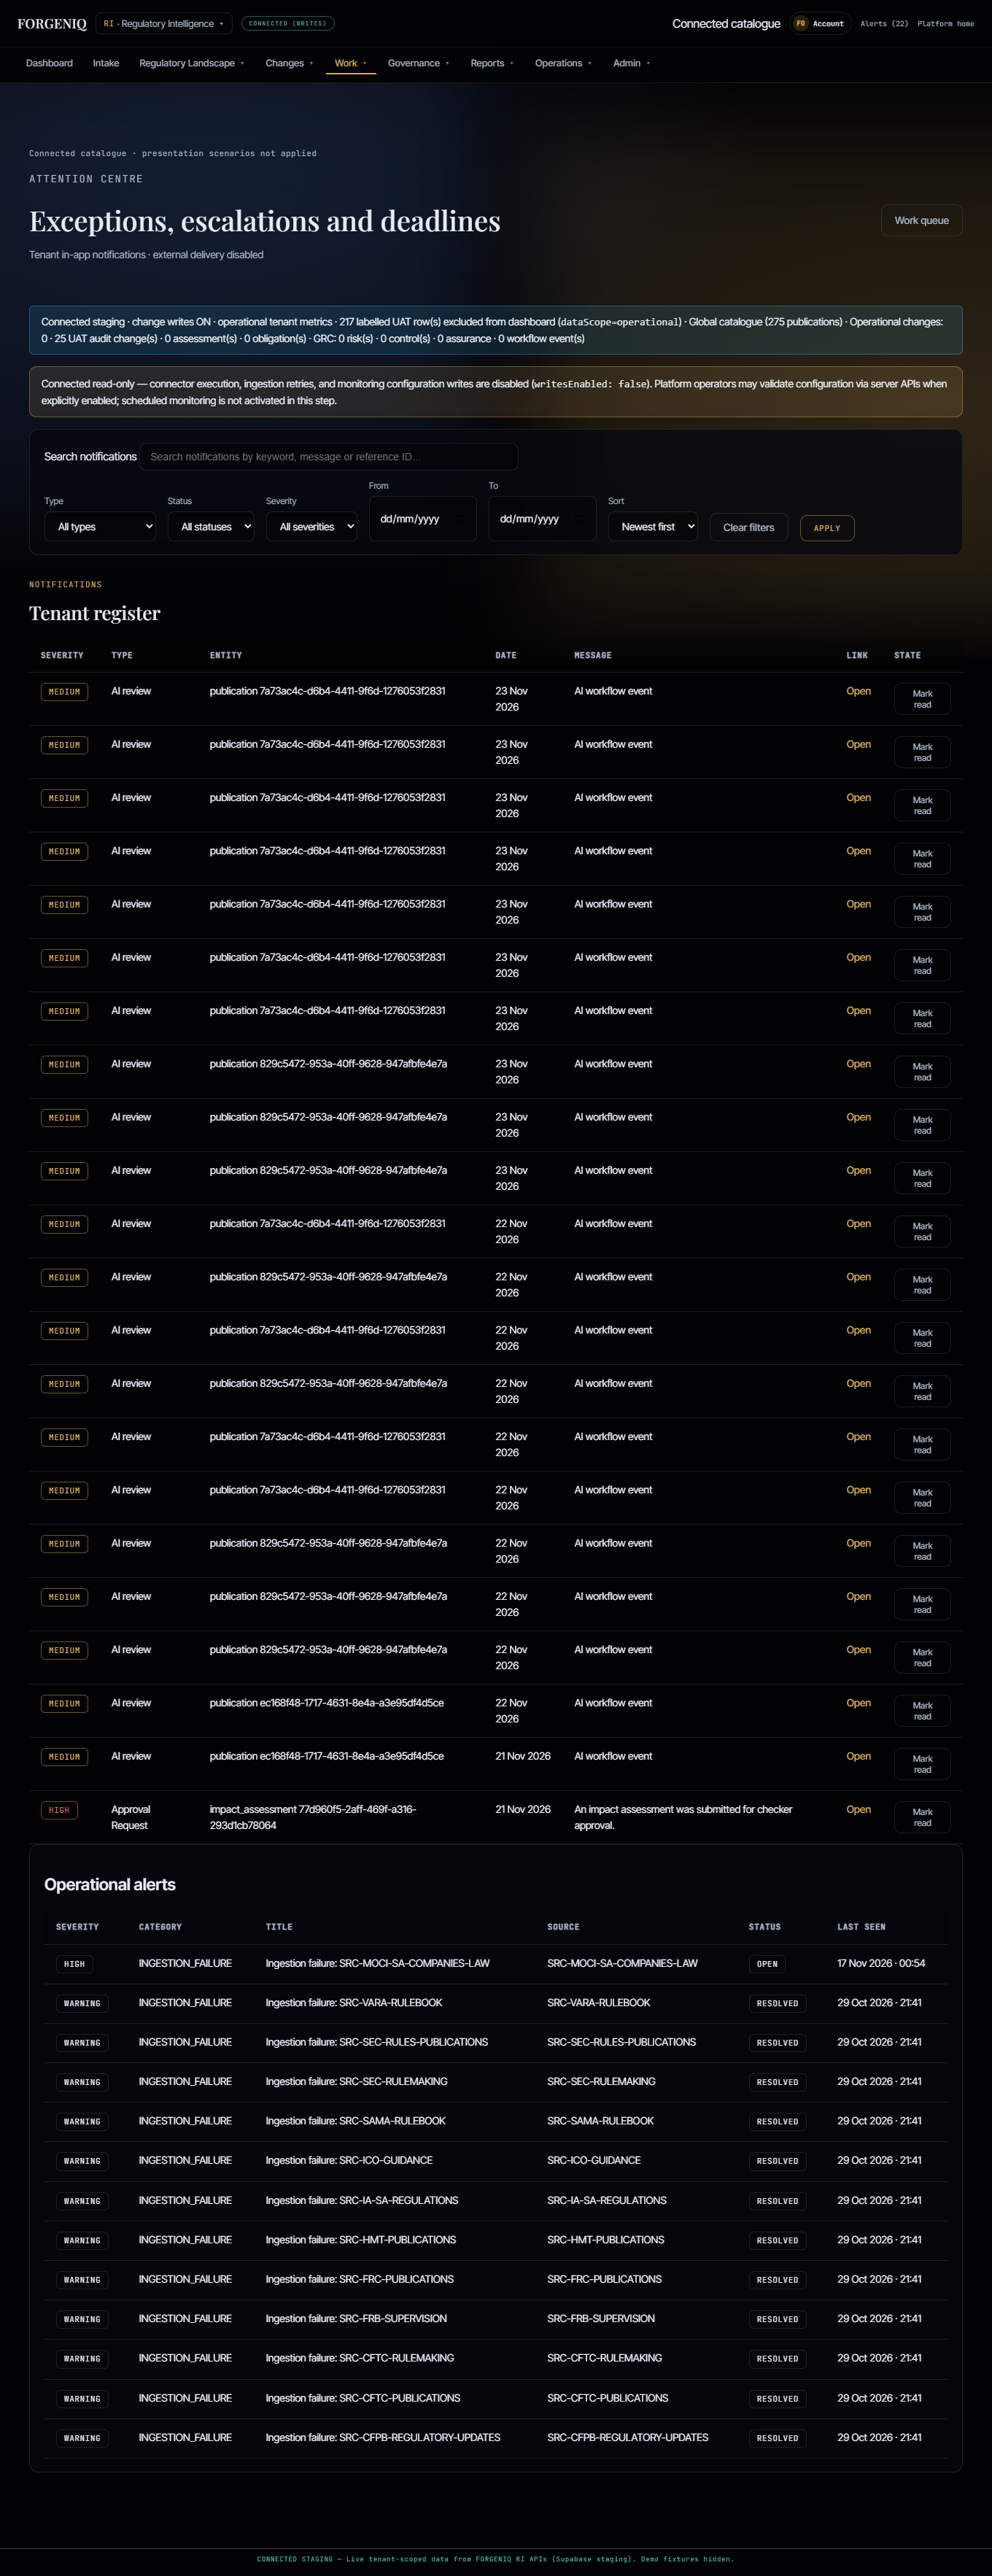 FORGENIQ
RI · Regulatory Intelligence
CONNECTED (WRITES)
Connected catalogue
FO Account
Alerts (22)
Platform home
Dashboard
Intake
Regulatory Landscape
Changes
Work
Governance
Reports
Operations
Admin
Connected catalogue · presentation scenarios not applied
ATTENTION CENTRE
Exceptions, escalations and deadlines
Work queue
Tenant in-app notifications · external delivery disabled
Connected staging · change writes ON · operational tenant metrics · 217 labelled UAT row(s) excluded from dashboard (dataScope=operational) · Global catalogue (275 publications) · Operational changes:
0 · 25 UAT audit change(s) · 0 assessment(s) · 0 obligation(s) · GRC: 0 risk(s) · 0 control(s) · 0 assurance · 0 workflow event(s)
Connected read-only — connector execution, ingestion retries, and monitoring configuration writes are disabled (writesEnabled: false). Platform operators may validate configuration via server APIs when
explicitly enabled; scheduled monitoring is not activated in this step.
Search notifications Search notifications by keyword, message or reference ID...
Type Status Severity From To Sort
All types All statuses All severities dd/mm/yyyy dd/mm/yyyy Newest first Clear filters APPLY
NOTIFICATIONS
Tenant register
SEVERITY TYPE ENTITY DATE MESSAGE LINK STATE
MEDIUM AI review publication 7a73ac4c-d6b4-4411-9f6d-1276053f2831 23 Nov 2026 AI workflow event Open Mark read
MEDIUM AI review publication 7a73ac4c-d6b4-4411-9f6d-1276053f2831 23 Nov 2026 AI workflow event Open Mark read
MEDIUM AI review publication 7a73ac4c-d6b4-4411-9f6d-1276053f2831 23 Nov 2026 AI workflow event Open Mark read
MEDIUM AI review publication 7a73ac4c-d6b4-4411-9f6d-1276053f2831 23 Nov 2026 AI workflow event Open Mark read
MEDIUM AI review publication 7a73ac4c-d6b4-4411-9f6d-1276053f2831 23 Nov 2026 AI workflow event Open Mark read
MEDIUM AI review publication 7a73ac4c-d6b4-4411-9f6d-1276053f2831 23 Nov 2026 AI workflow event Open Mark read
MEDIUM AI review publication 7a73ac4c-d6b4-4411-9f6d-1276053f2831 23 Nov 2026 AI workflow event Open Mark read
MEDIUM AI review publication 829c5472-953a-40ff-9628-947afbfe4e7a 23 Nov 2026 AI workflow event Open Mark read
MEDIUM AI review publication 829c5472-953a-40ff-9628-947afbfe4e7a 23 Nov 2026 AI workflow event Open Mark read
MEDIUM AI review publication 829c5472-953a-40ff-9628-947afbfe4e7a 23 Nov 2026 AI workflow event Open Mark read
MEDIUM AI review publication 7a73ac4c-d6b4-4411-9f6d-1276053f2831 22 Nov 2026 AI workflow event Open Mark read
MEDIUM AI review publication 829c5472-953a-40ff-9628-947afbfe4e7a 22 Nov 2026 AI workflow event Open Mark read
MEDIUM AI review publication 7a73ac4c-d6b4-4411-9f6d-1276053f2831 22 Nov 2026 AI workflow event Open Mark read
MEDIUM AI review publication 829c5472-953a-40ff-9628-947afbfe4e7a 22 Nov 2026 AI workflow event Open Mark read
MEDIUM AI review publication 7a73ac4c-d6b4-4411-9f6d-1276053f2831 22 Nov 2026 AI workflow event Open Mark read
MEDIUM AI review publication 7a73ac4c-d6b4-4411-9f6d-1276053f2831 22 Nov 2026 AI workflow event Open Mark read
MEDIUM AI review publication 829c5472-953a-40ff-9628-947afbfe4e7a 22 Nov 2026 AI workflow event Open Mark read
MEDIUM AI review publication 829c5472-953a-40ff-9628-947afbfe4e7a 22 Nov 2026 AI workflow event Open Mark read
MEDIUM AI review publication 829c5472-953a-40ff-9628-947afbfe4e7a 22 Nov 2026 AI workflow event Open Mark read
MEDIUM AI review publication ec168f48-1717-4631-8e4a-a3e95df4d5ce 22 Nov 2026 AI workflow event Open Mark read
MEDIUM AI review publication ec168f48-1717-4631-8e4a-a3e95df4d5ce 21 Nov 2026 AI workflow event Open Mark read
HIGH Approval Request impact_assessment 77d960f5-2aff-469f-a316-293d1cb78064 21 Nov 2026 An impact assessment was submitted for checker approval. Open Mark read
Operational alerts
SEVERITY CATEGORY TITLE SOURCE STATUS LAST SEEN
HIGH INGESTION_FAILURE Ingestion failure: SRC-MOCI-SA-COMPANIES-LAW SRC-MOCI-SA-COMPANIES-LAW OPEN 17 Nov 2026 · 00:54
WARNING INGESTION_FAILURE Ingestion failure: SRC-VARA-RULEBOOK SRC-VARA-RULEBOOK RESOLVED 29 Oct 2026 · 21:41
WARNING INGESTION_FAILURE Ingestion failure: SRC-SEC-RULES-PUBLICATIONS SRC-SEC-RULES-PUBLICATIONS RESOLVED 29 Oct 2026 · 21:41
WARNING INGESTION_FAILURE Ingestion failure: SRC-SEC-RULEMAKING SRC-SEC-RULEMAKING RESOLVED 29 Oct 2026 · 21:41
WARNING INGESTION_FAILURE Ingestion failure: SRC-SAMA-RULEBOOK SRC-SAMA-RULEBOOK RESOLVED 29 Oct 2026 · 21:41
WARNING INGESTION_FAILURE Ingestion failure: SRC-ICO-GUIDANCE SRC-ICO-GUIDANCE RESOLVED 29 Oct 2026 · 21:41
WARNING INGESTION_FAILURE Ingestion failure: SRC-IA-SA-REGULATIONS SRC-IA-SA-REGULATIONS RESOLVED 29 Oct 2026 · 21:41
WARNING INGESTION_FAILURE Ingestion failure: SRC-HMT-PUBLICATIONS SRC-HMT-PUBLICATIONS RESOLVED 29 Oct 2026 · 21:41
WARNING INGESTION_FAILURE Ingestion failure: SRC-FRC-PUBLICATIONS SRC-FRC-PUBLICATIONS RESOLVED 29 Oct 2026 · 21:41
WARNING INGESTION_FAILURE Ingestion failure: SRC-FRB-SUPERVISION SRC-FRB-SUPERVISION RESOLVED 29 Oct 2026 · 21:41
WARNING INGESTION_FAILURE Ingestion failure: SRC-CFTC-RULEMAKING SRC-CFTC-RULEMAKING RESOLVED 29 Oct 2026 · 21:41
WARNING INGESTION_FAILURE Ingestion failure: SRC-CFTC-PUBLICATIONS SRC-CFTC-PUBLICATIONS RESOLVED 29 Oct 2026 · 21:41
WARNING INGESTION_FAILURE Ingestion failure: SRC-CFPB-REGULATORY-UPDATES SRC-CFPB-REGULATORY-UPDATES RESOLVED 29 Oct 2026 · 21:41
CONNECTED STAGING — Live tenant-scoped data from FORGENIQ RI APIs (Supabase staging). Demo fixtures hidden.